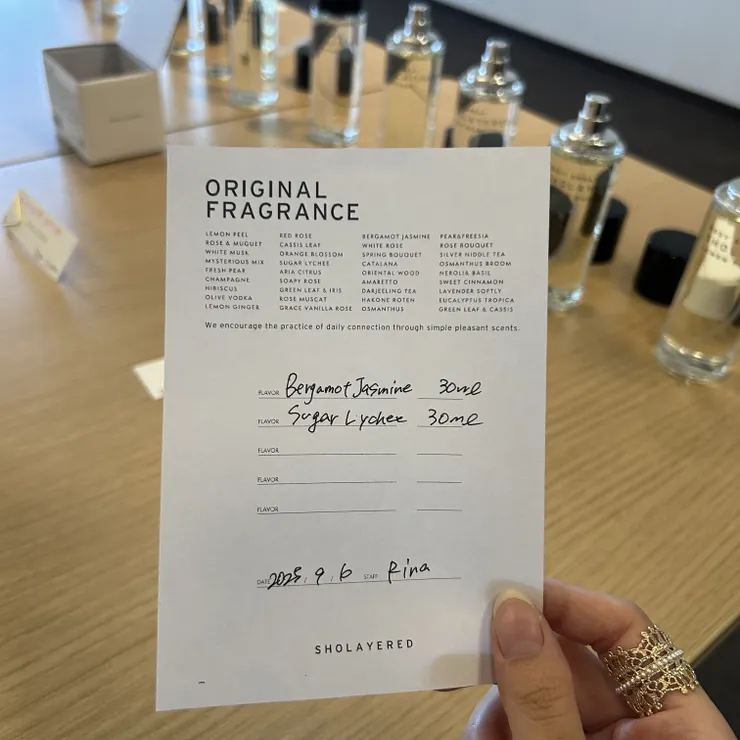 ORIGINAL
FRAGRANCE
LEMON PEEL
ROSE & MUGUET
WHITE MUSK
MYSTERIOUS MIX
FRESH PEAR
CHAMPAGNE
HIBISCUS
OLIVE VODKA
LEMON GINGER
RED ROSE
CASSIS LEAF
ORANGE BLOSSOM
SUGAR LYCHEE
ARIA CITRUS
SOAPY ROSE
GREEN LEAF & IRIS
ROSE MUSCAT
GRACE VANILLA ROSE
BERGAMOT JASMINE
WHITE ROSE
SPRING BOUQUET
CATALANA
ORIENTAL WOOD
AMARETTO
DARJEELING TEA
HAKONE ROTEN
OSMANTHUS
PEAR&FREESIA
ROSE BOUQUET
SILVER NIDDLE TEA
OSMANTHUS BROOM
NEROLI& BASIL
SWEET CINNAMON
LAVENDER SOFTLY
EUCALYPTUS TROPICA
GREEN LEAF & CASSIS
We encourage the practice of daily connection through simple pleasant scents.
FLAVOR Bergamot Jasmine 30ml
FLAVOR Sugar Lychee 30ml
FLAVOR
FLAVOR
FLAVOR
DATE 2025. 9. 6 STAFF Rina
SHOLAYERED